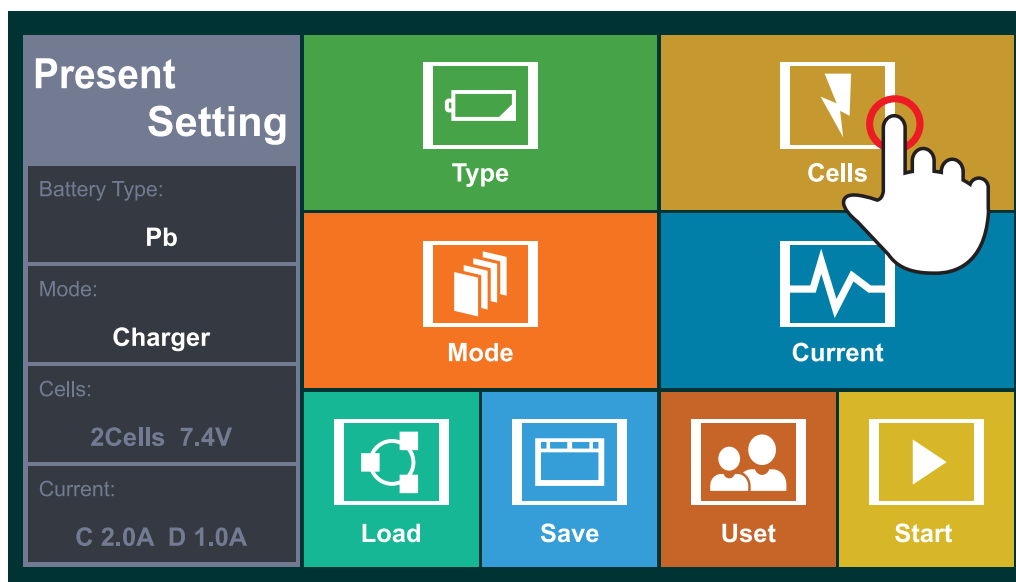 Present
Setting
Battery Type:
Pb
Mode:
Charger
Cells:
2Cells 7.4V
Current:
C 2.0A D 1.0A
Type
Cells
Mode
Current
Load
Save
Uset
Start